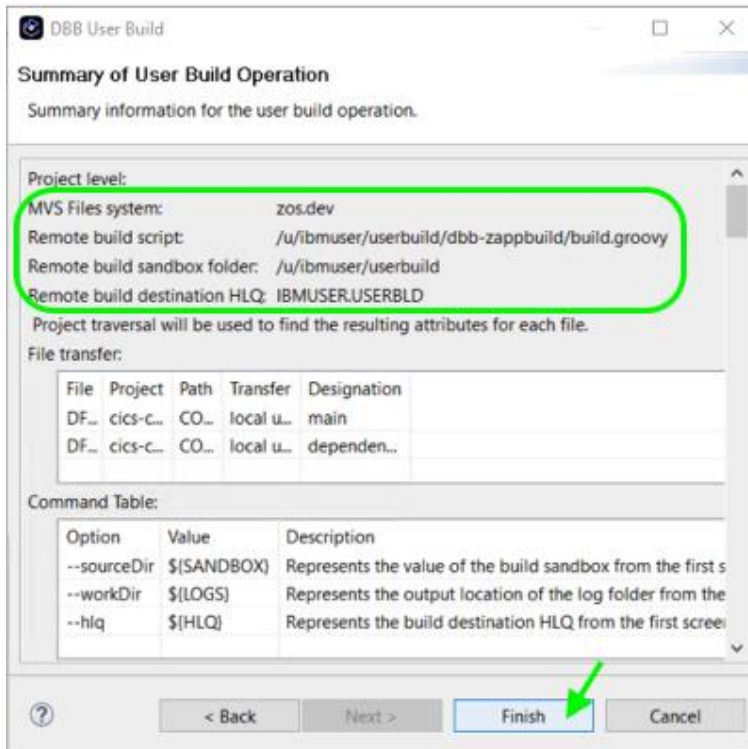 DBB User Build
Summary of User Build Operation
Summary information for the user build operation.
Project level:
MVS Files system: zos.dev
Remote build script: /u/ibmuser/userbuild/dbb-zappbuild/build.groovy
Remote build sandbox folder: /u/ibmuser/userbuild
Remote build destination HLQ: IBMUSER.USERBLD
Project traversal will be used to find the resulting attributes for each file.
File transfer:
File Project Path Transfer Designation
DF... cics-c... CO... local u... main
DF... cics-c... CO... local u... dependen...
Command Table:
Option Value Description
--sourceDir ${SANDBOX} Represents the value of the build sandbox from the first s
--workDir ${LOGS} Represents the output location of the log folder from the
--hlq ${HLQ} Represents the build destination HLQ from the first screen
? < Back Next > Finish Cancel